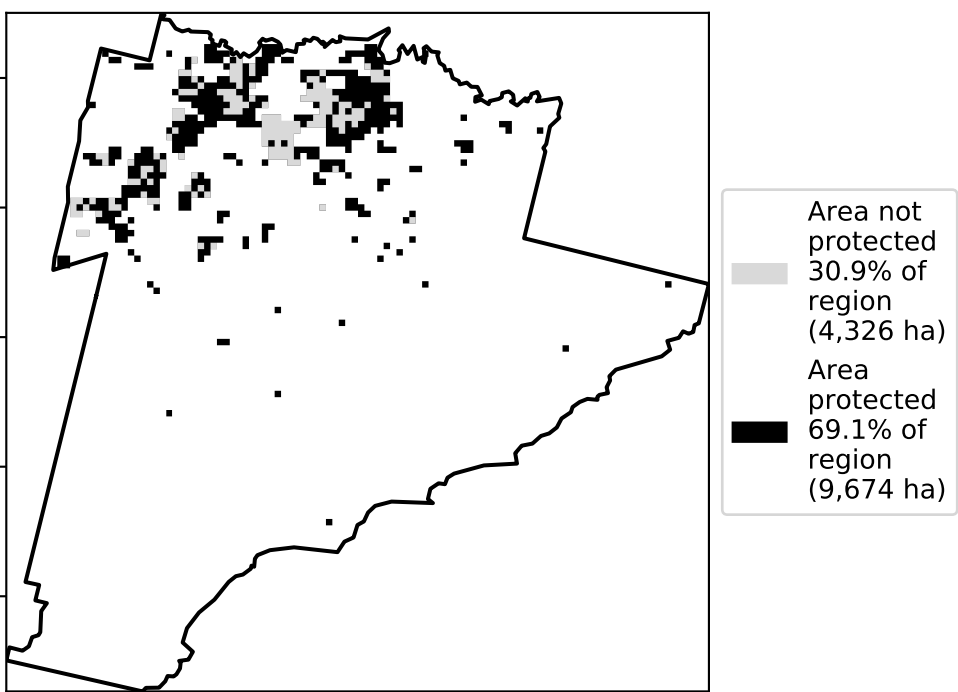 Area not
protected
30.9% of
region
(4,326 ha)
Area
protected
69.1% of
region
(9,674 ha)